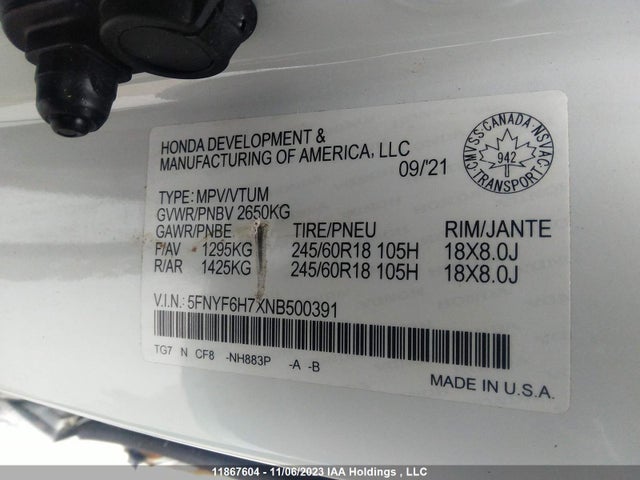 HONDA DEVELOPMENT &
MANUFACTURING OF AMERICA, LLC
09/'21
CMVSS·CANADA·NSVAC
942
TRANSPORT
TYPE: MPV/VTUM
GVWR/PNBV 2650KG
GAWR/PNBE TIRE/PNEU RIM/JANTE
F/AV 1295KG 245/60R18 105H 18X8.0J
R/AR 1425KG 245/60R18 105H 18X8.0J
V.I.N.: 5FNYF6H7XNB500391
TG7 N CF8 -NH883P -A -B
MADE IN U.S.A.
11867604 - 11/06/2023 IAA Holdings , LLC